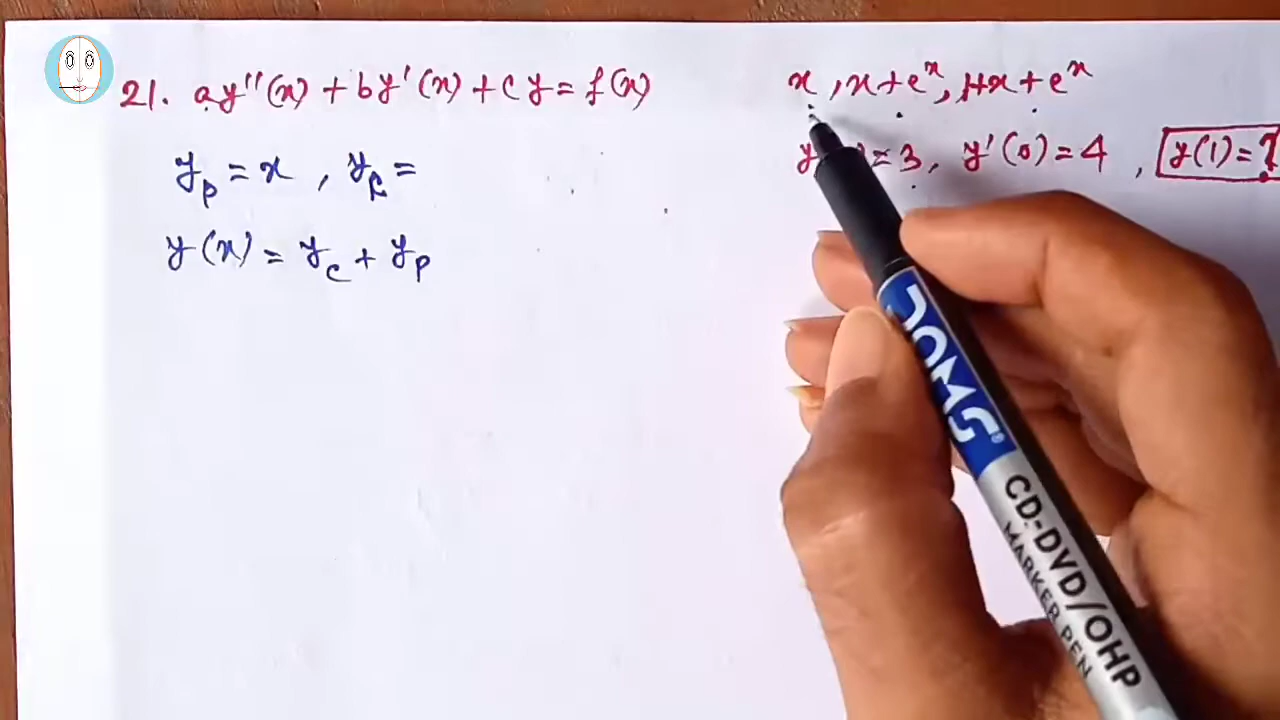 21. ay''(x) + by'(x) + cy = f(x)
x, x+e^x, 1+x+e^x
= 3, y'(0) = 4, y(1) = ?
y_p = x, y_c =
y(x) = y_c + y_p
DOMS®
CD-DVD/OHP
MARKER PEN